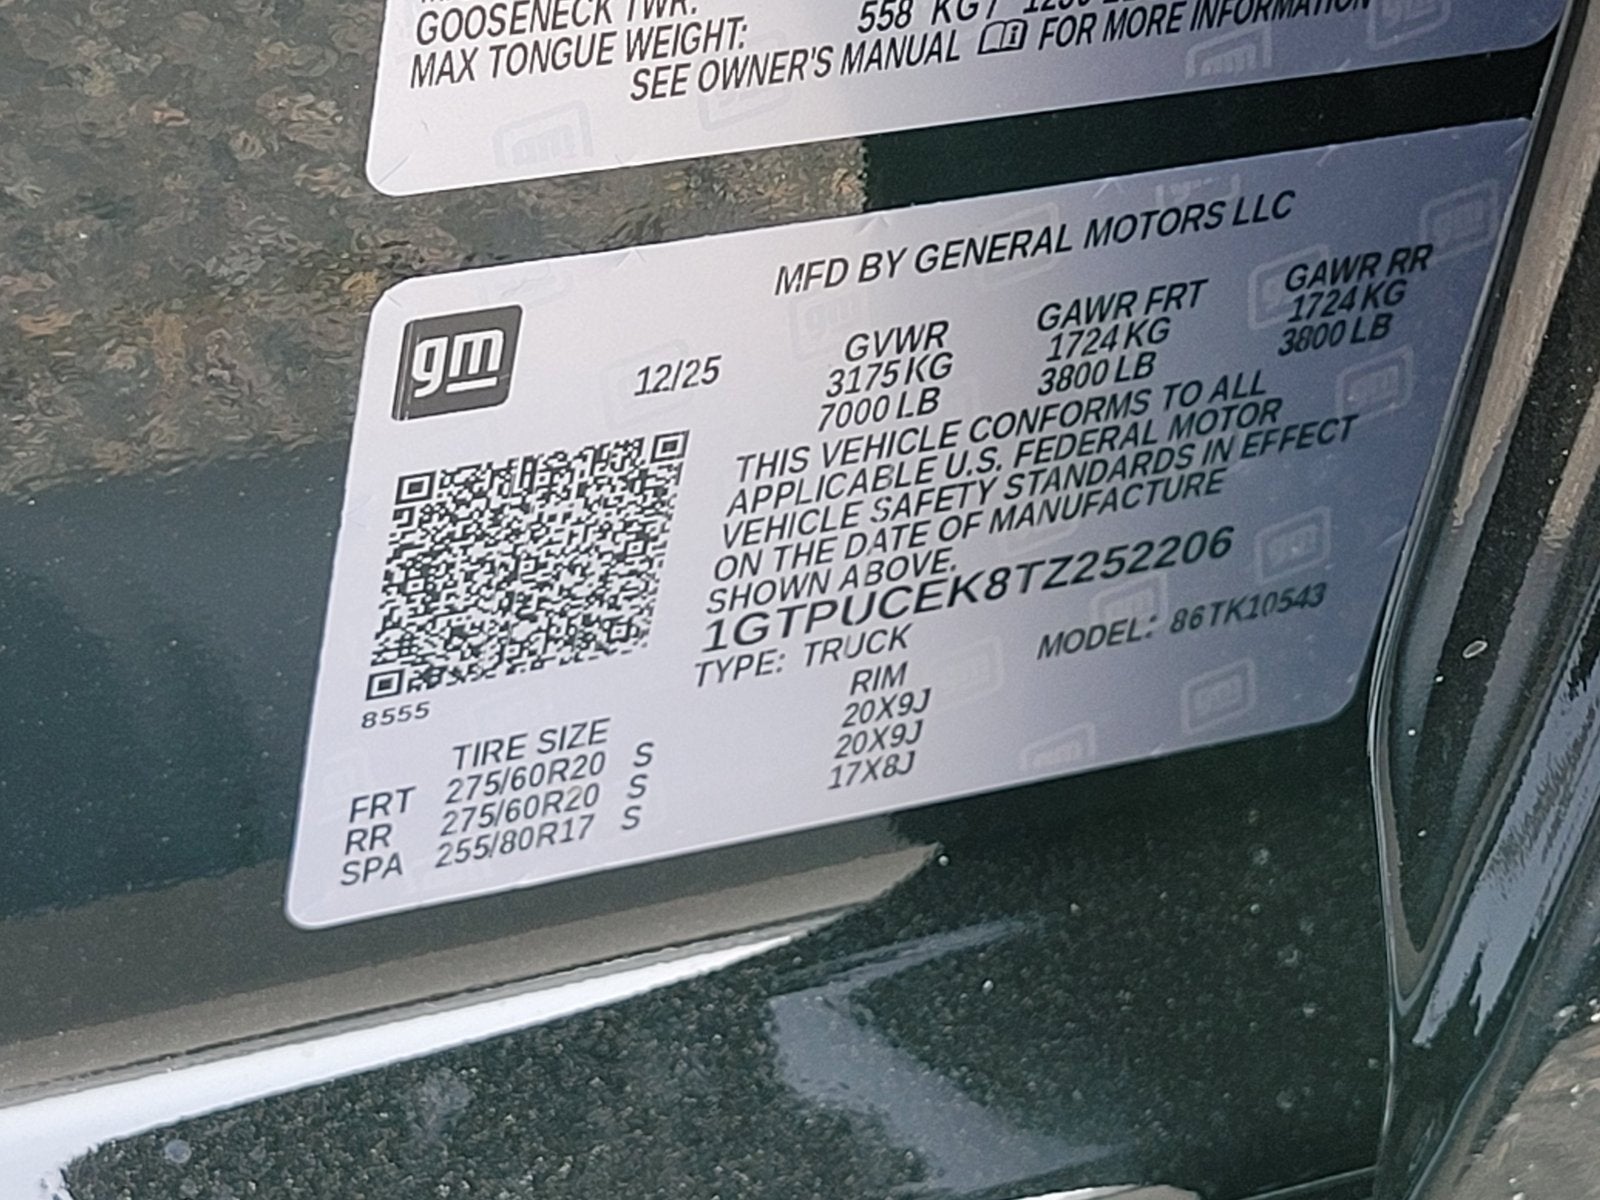 GOOSENECK TWR:
MAX TONGUE WEIGHT: 558 KG /
SEE OWNER'S MANUAL FOR MORE INFORMATION
MFD BY GENERAL MOTORS LLC
gm
12/25
GVWR GAWR FRT GAWR RR
3175 KG 1724 KG 1724 KG
7000 LB 3800 LB 3800 LB
THIS VEHICLE CONFORMS TO ALL
APPLICABLE U.S. FEDERAL MOTOR
VEHICLE SAFETY STANDARDS IN EFFECT
ON THE DATE OF MANUFACTURE
SHOWN ABOVE.
1GTPUCEK8TZ252206
TYPE: TRUCK MODEL: 86TK10543
8555
TIRE SIZE RIM
FRT 275/60R20 S 20X9J
RR 275/60R20 S 20X9J
SPA 255/80R17 S 17X8J